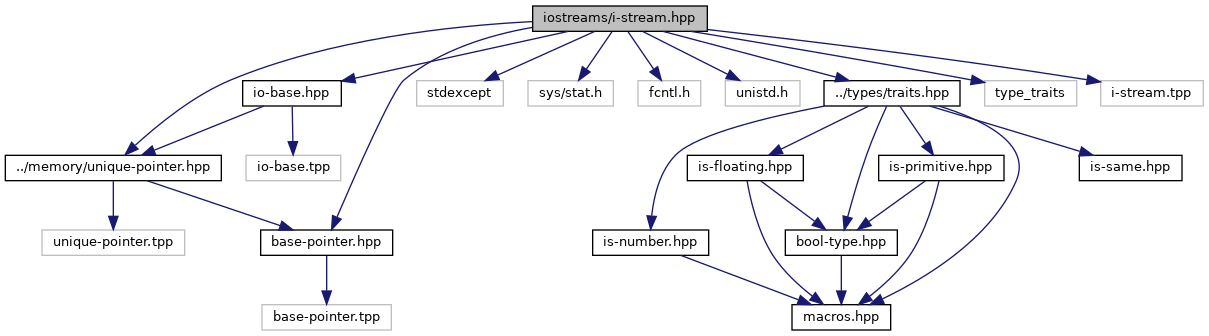 iostreams/i-stream.hpp
io-base.hpp
stdexcept
sys/stat.h
fcntl.h
unistd.h
../types/traits.hpp
type_traits
i-stream.tpp
../memory/unique-pointer.hpp
io-base.tpp
is-floating.hpp
is-primitive.hpp
is-same.hpp
unique-pointer.tpp
base-pointer.hpp
is-number.hpp
bool-type.hpp
base-pointer.tpp
macros.hpp